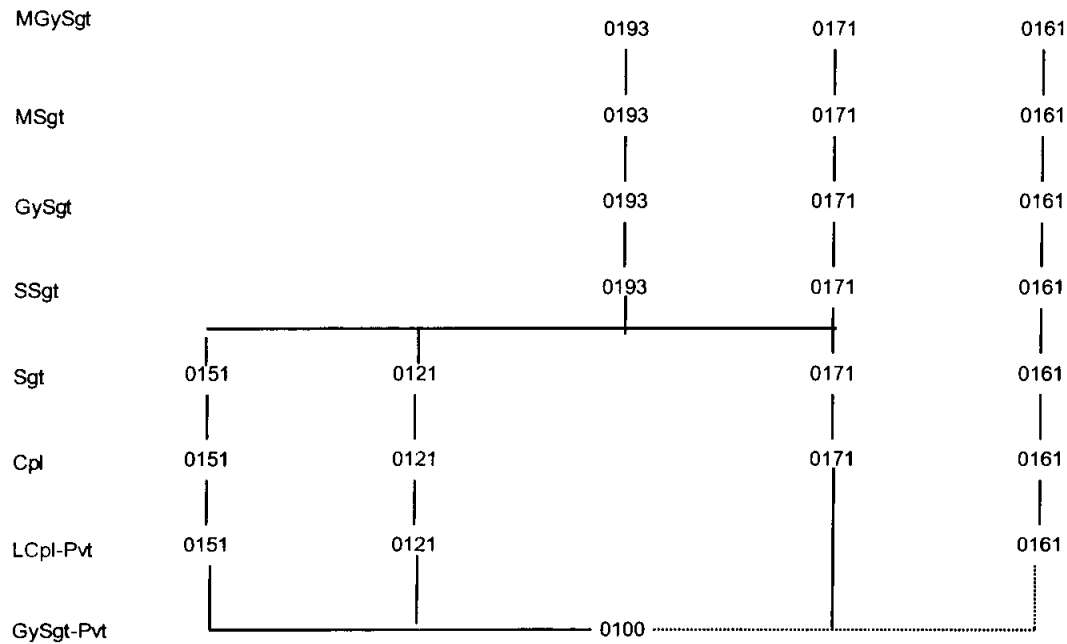 MGySgt 0193 0171 0161
MSgt 0193 0171 0161
GySgt 0193 0171 0161
SSgt 0193 0171 0161
Sgt 0151 0121 0171 0161
Cpl 0151 0121 0171 0161
LCpl-Pvt 0151 0121 0161
GySgt-Pvt 0100